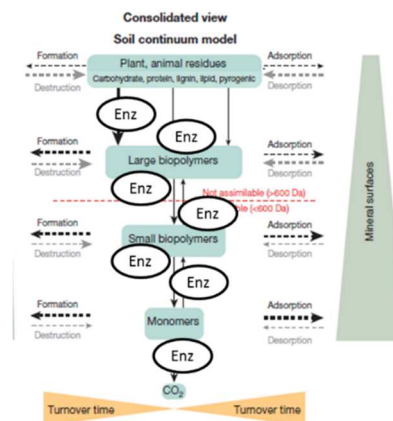 Consolidated view
Soil continuum model
Formation
Plant, animal residues
Adsorption
Carbohydrate, protein, lignin, lipid, pyrogenic
Destruction
Desorption
Enz
Enz
Formation
Adsorption
Large biopolymers
Destruction
Desorption
Enz
Not assimilable (>600 Da)
Enz
(<600 Da)
Formation
Adsorption
Small biopolymers
Destruction
Desorption
Enz
Enz
Formation
Adsorption
Monomers
Destruction
Desorption
Enz
CO2
Turnover time
Turnover time
Mineral surfaces